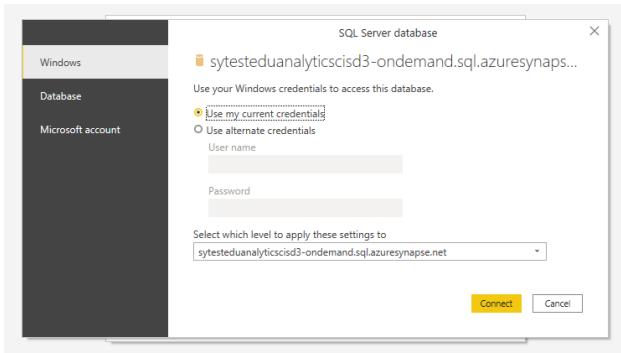 SQL Server database
Windows
Database
Microsoft account
sytesteduanalyticscisd3-ondemand.sql.azuresynaps...
Use your Windows credentials to access this database.
Use my current credentials
Use alternate credentials
User name
Password
Select which level to apply these settings to
sytesteduanalyticscisd3-ondemand.sql.azuresynapse.net
Connect
Cancel